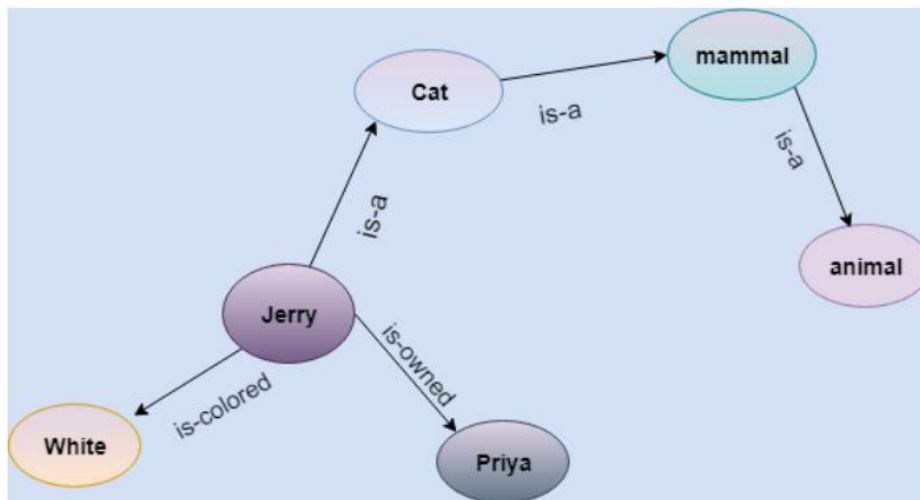 mammal
Cat
is-a
is-a
is-a
animal
Jerry
is-owned
is-colored
White
Priya